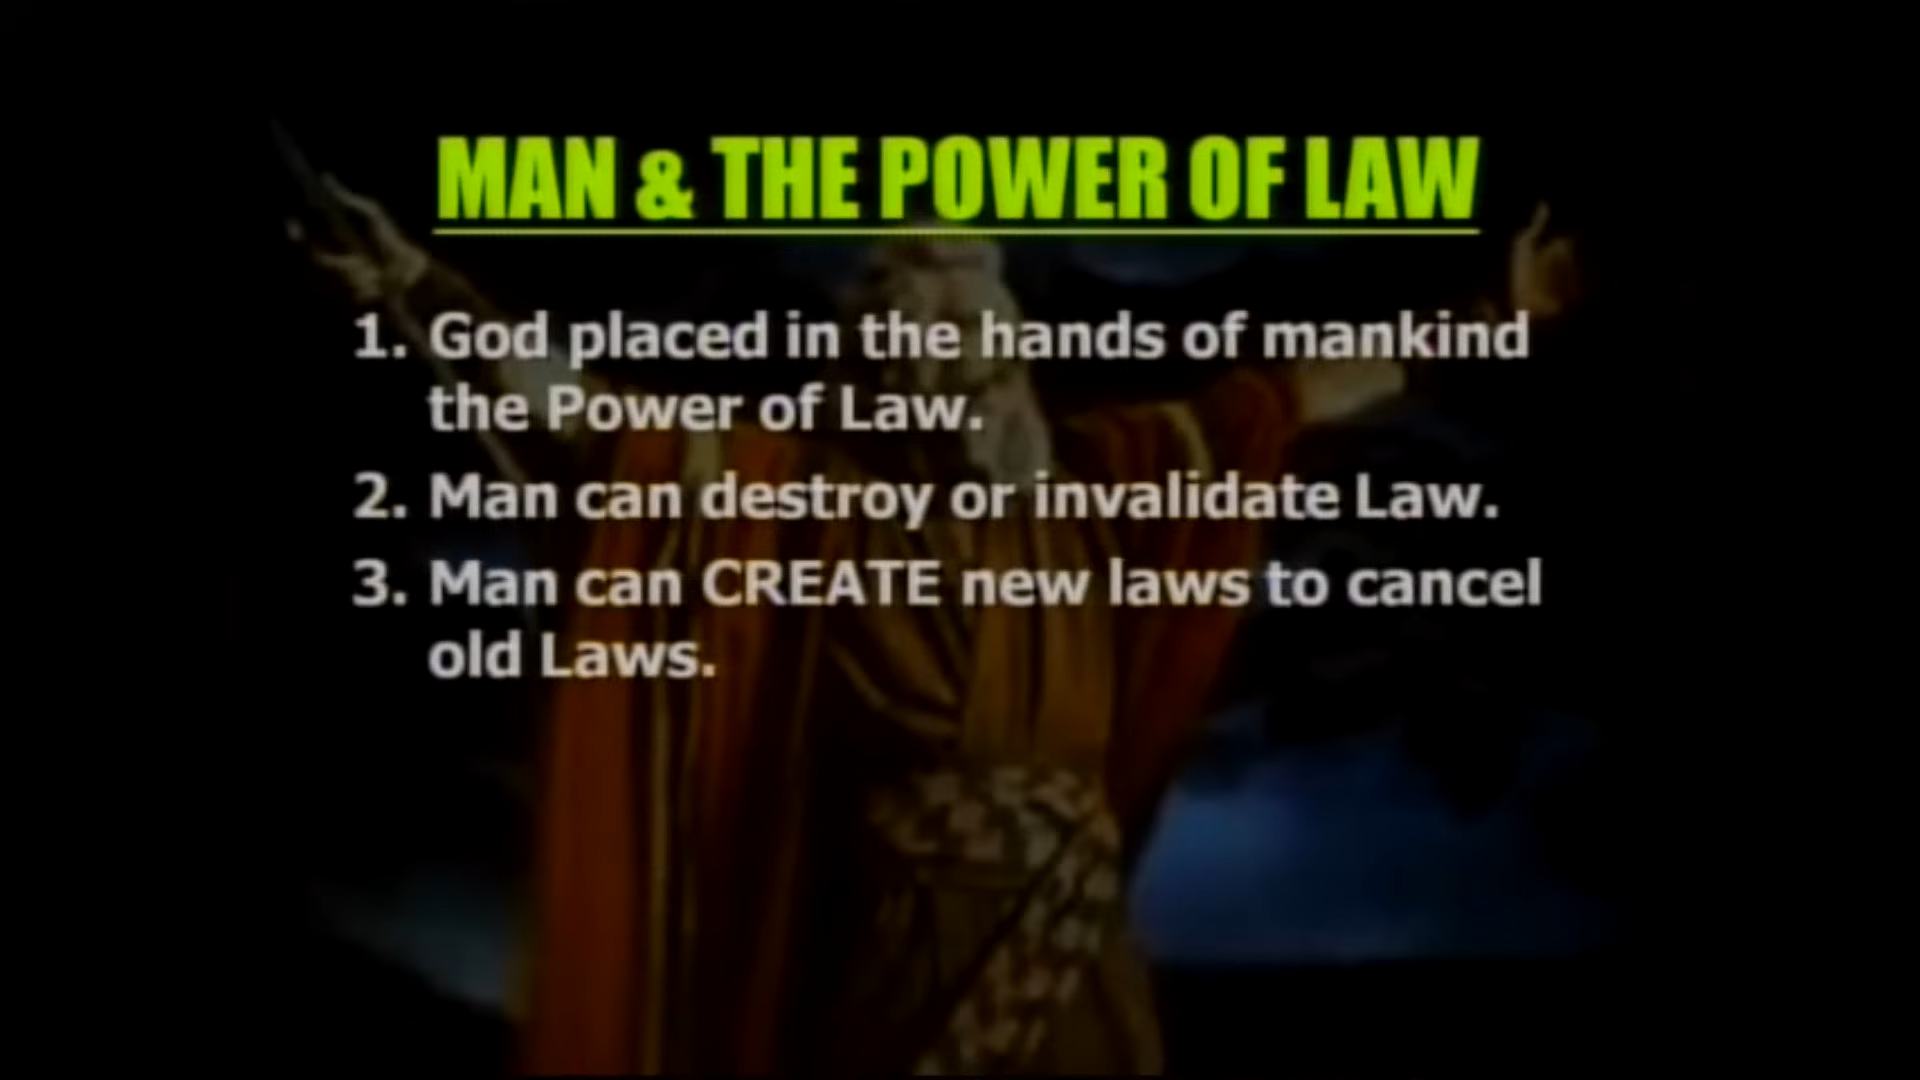 MAN & THE POWER OF LAW
1. God placed in the hands of mankind
the Power of Law.
2. Man can destroy or invalidate Law.
3. Man can CREATE new laws to cancel
old Laws.